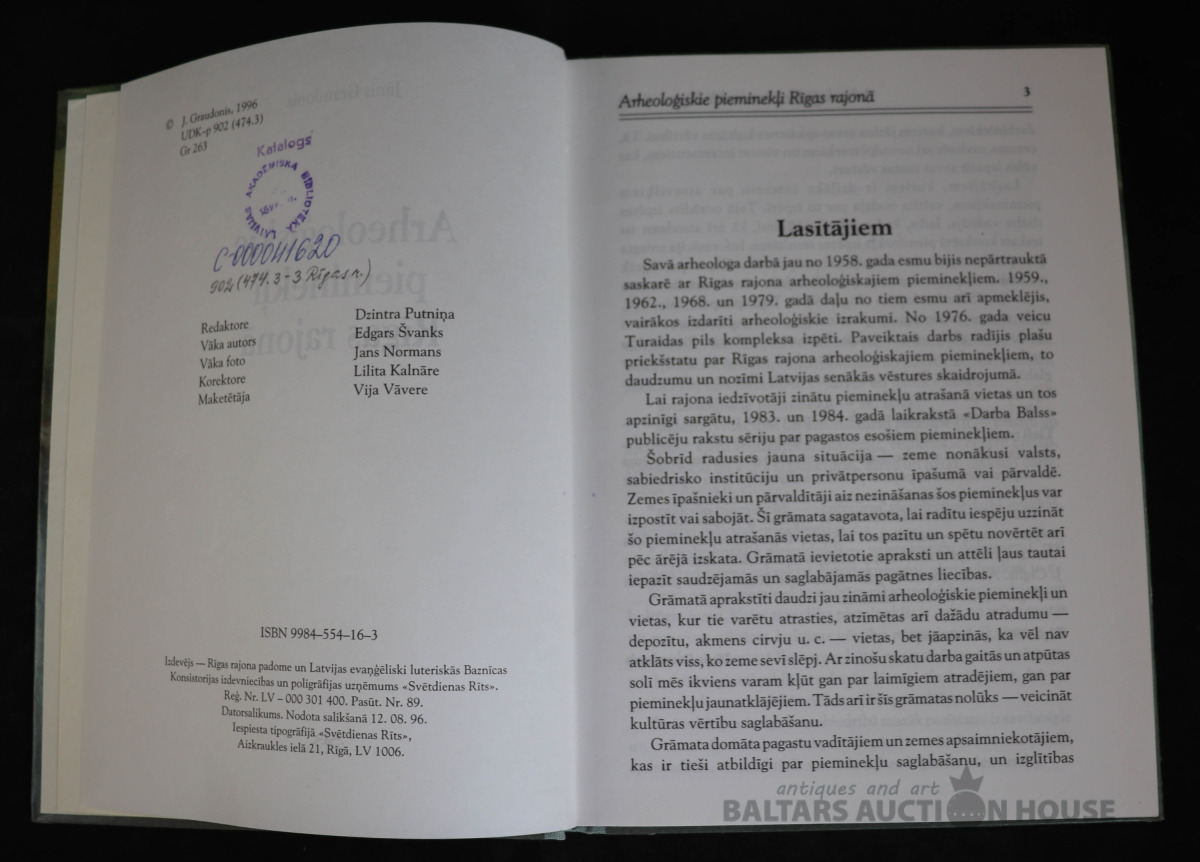 © J. Graudonis, 1996
UDK-p 902 (474.3)
Gr 263
Katalogs
LATVIJAS AKADĒMISKĀ BIBLIOTĒKA
C-000041620
902 (474.3-3 Rīgas r.)
Redaktore Dzintra Putniņa
Vāka autors Edgars Švanks
Vāka foto Jans Normans
Korektore Lilita Kalnāre
Maketētāja Vija Vāvere
ISBN 9984–554–16–3
Izdevējs — Rīgas rajona padome un Latvijas evaņģēliski luteriskās Baznīcas
Konsistorijas izdevniecības un poligrāfijas uzņēmums «Svētdienas Rīts».
Reģ. Nr. LV – 000 301 400. Pasūt. Nr. 89.
Datorsalikums. Nodota salikšanā 12. 08. 96.
Iespiesta tipogrāfijā «Svētdienas Rīts»,
Aizkraukles ielā 21, Rīgā, LV 1006.
Arheoloģiskie pieminekļi Rīgas rajonā 3
Lasītājiem
Savā arheologa darbā jau no 1958. gada esmu bijis nepārtrauktā
saskarē ar Rīgas rajona arheoloģiskajiem pieminekļiem. 1959.,
1962., 1968. un 1979. gadā daļu no tiem esmu arī apmeklējis,
vairākos izdarīti arheoloģiskie izrakumi. No 1976. gada veicu
Turaidas pils kompleksa izpēti. Paveiktais darbs radījis plašu
priekšstatu par Rīgas rajona arheoloģiskajiem pieminekļiem, to
daudzumu un nozīmi Latvijas senākās vēstures skaidrojumā.
Lai rajona iedzīvotāji zinātu pieminekļu atrašanā vietas un tos
apzinīgi sargātu, 1983. un 1984. gadā laikrakstā «Darba Balss»
publicēju rakstu sēriju par pagastos esošiem pieminekļiem.
Šobrīd radusies jauna situācija — zeme nonākusi valsts,
sabiedrisko institūciju un privātpersonu īpašumā vai pārvaldē.
Zemes īpašnieki un pārvaldītāji aiz nezināšanas šos pieminekļus var
izpostīt vai sabojāt. Šī grāmata sagatavota, lai radītu iespēju uzzināt
šo pieminekļu atrašanās vietas, lai tos pazītu un spētu novērtēt arī
pēc ārējā izskata. Grāmatā ievietotie apraksti un attēli ļaus tautai
iepazīt saudzējamās un saglabājamās pagātnes liecības.
Grāmatā aprakstīti daudzi jau zināmi arheoloģiskie pieminekļi un
vietas, kur tie varētu atrasties, atzīmētas arī dažādu atradumu —
depozītu, akmens cirvju u. c. — vietas, bet jāapzinās, ka vēl nav
atklāts viss, ko zeme sevī slēpj. Ar zinošu skatu darba gaitās un atpūtas
solī mēs ikviens varam kļūt gan par laimīgiem atradējiem, gan par
pieminekļu jaunatklājējiem. Tāds arī ir šīs grāmatas nolūks — veicināt
kultūras vērtību saglabāšanu.
Grāmata domāta pagastu vadītājiem un zemes apsaimniekotājiem,
kas ir tieši atbildīgi par pieminekļu saglabāšanu, un izglītības
antiques and art
BALTARS AUCTION HOUSE